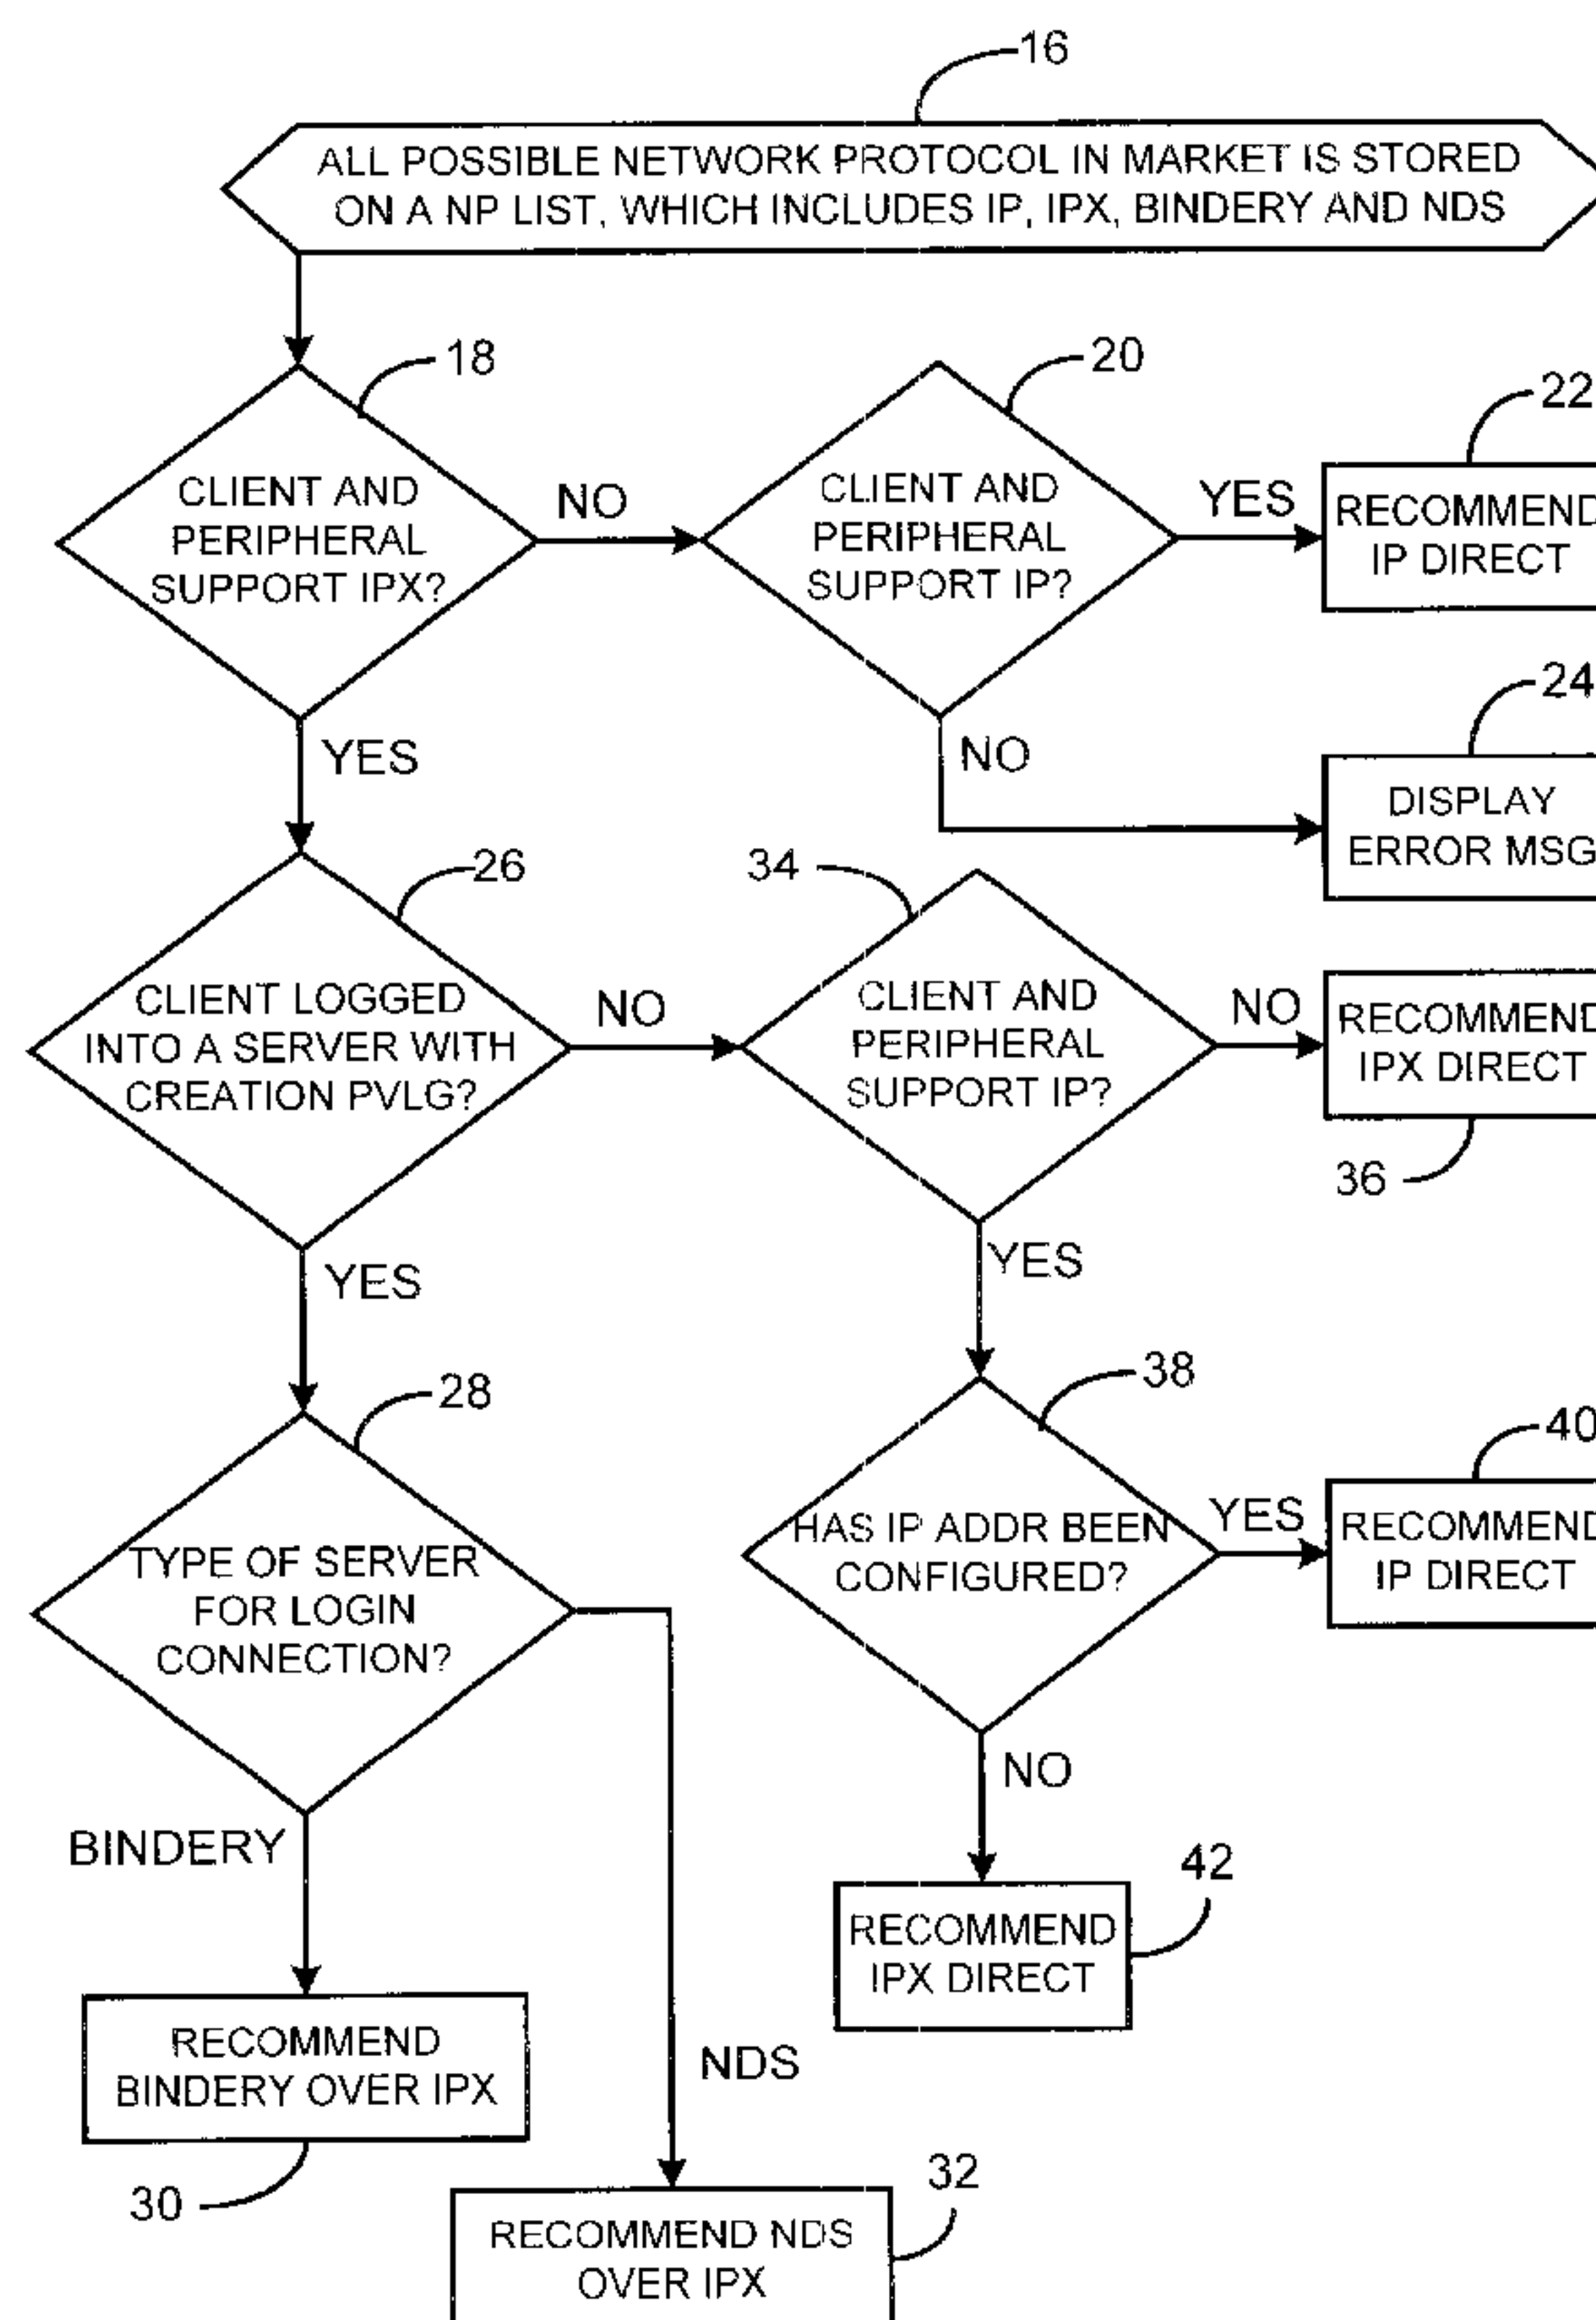 16
ALL POSSIBLE NETWORK PROTOCOL IN MARKET IS STORED
ON A NP LIST, WHICH INCLUDES IP, IPX, BINDERY AND NDS
18
CLIENT AND
PERIPHERAL
SUPPORT IPX?
NO
YES
20
CLIENT AND
PERIPHERAL
SUPPORT IP?
YES
NO
22
RECOMMEND
IP DIRECT
24
DISPLAY
ERROR MSG
26
CLIENT LOGGED
INTO A SERVER WITH
CREATION PVLG?
NO
YES
34
CLIENT AND
PERIPHERAL
SUPPORT IP?
NO
YES
RECOMMEND
IPX DIRECT
36
28
TYPE OF SERVER
FOR LOGIN
CONNECTION?
BINDERY
NDS
38
HAS IP ADDR BEEN
CONFIGURED?
YES
NO
40
RECOMMEND
IP DIRECT
42
RECOMMEND
IPX DIRECT
RECOMMEND
BINDERY OVER IPX
30
32
RECOMMEND NDS
OVER IPX